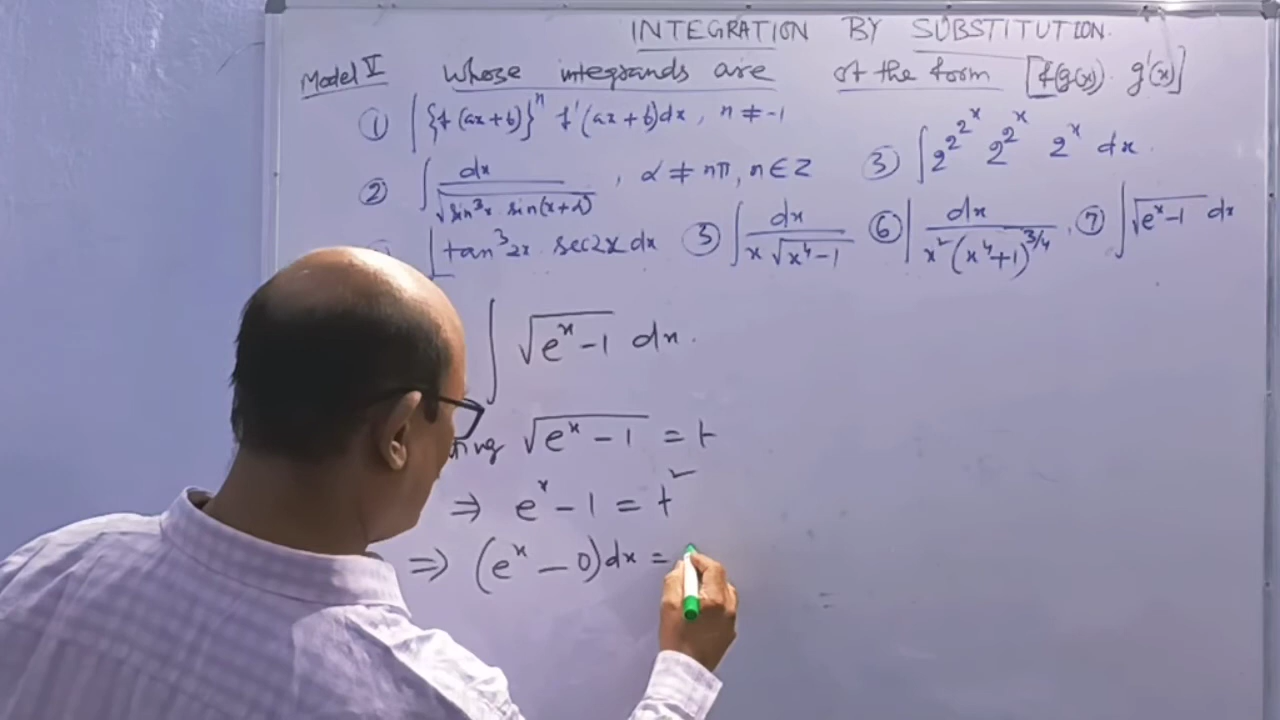 INTEGRATION BY SUBSTITUTION.
Model V whose integrands are of the form [f(g(x)). g'(x)]
① ∫{f(ax+b)}ⁿ f'(ax+b)dx, n ≠ -1
② ∫ dx/√(sin³x. sin(x+α)) , α ≠ nπ, n∈Z ③ ∫2^(2^(2^x)) 2^(2^x) 2^x dx.
∫tan³2x. sec2x dx ⑤ ∫ dx/(x√(x⁴-1)) ⑥ ∫ dx/(x²(x⁴+1)^(3/4)). ⑦ ∫√(eˣ-1) dx
∫ √(eˣ-1) dx.
√(eˣ-1) = t
⇒ eˣ-1 = t²
⇒ (eˣ-0)dx =